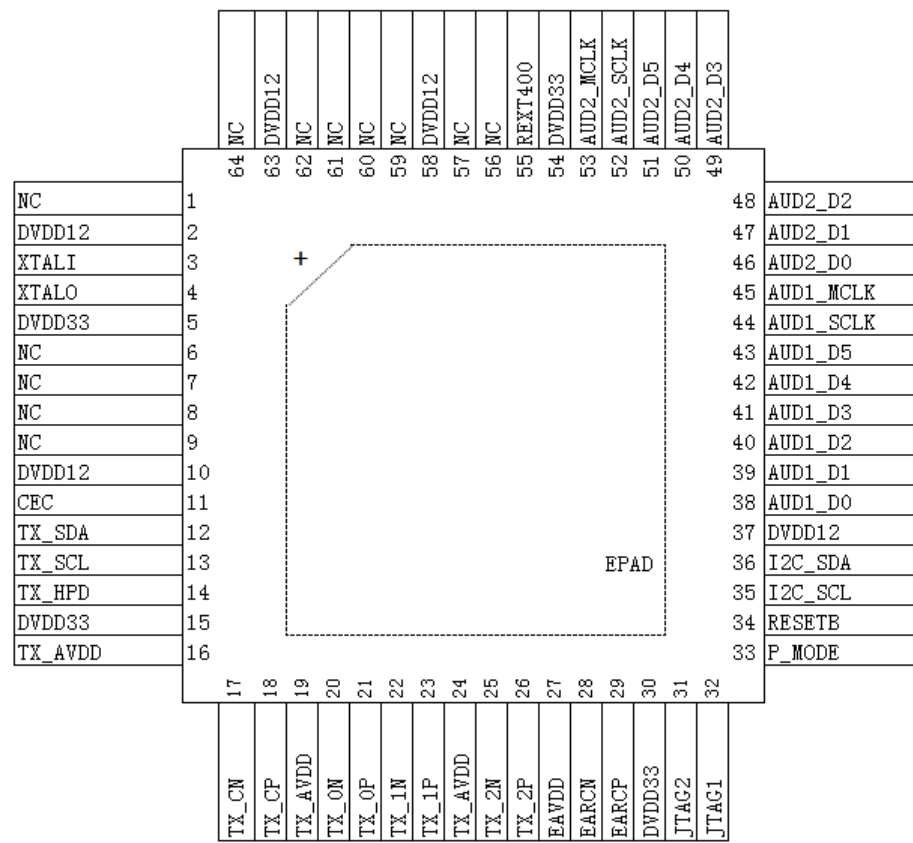 NC
DVDD12
NC
NC
NC
NC
DVDD12
NC
NC
REXT400
DVDD33
AUD2_MCLK
AUD2_SCLK
AUD2_D5
AUD2_D4
AUD2_D3
64
63
62
61
60
59
58
57
56
55
54
53
52
51
50
49
NC 1
DVDD12 2
XTALI 3
XTALO 4
DVDD33 5
NC 6
NC 7
NC 8
NC 9
DVDD12 10
CEC 11
TX_SDA 12
TX_SCL 13
TX_HPD 14
DVDD33 15
TX_AVDD 16
+
EPAD
48 AUD2_D2
47 AUD2_D1
46 AUD2_D0
45 AUD1_MCLK
44 AUD1_SCLK
43 AUD1_D5
42 AUD1_D4
41 AUD1_D3
40 AUD1_D2
39 AUD1_D1
38 AUD1_D0
37 DVDD12
36 I2C_SDA
35 I2C_SCL
34 RESETB
33 P_MODE
17
18
19
20
21
22
23
24
25
26
27
28
29
30
31
32
TX_CN
TX_CP
TX_AVDD
TX_0N
TX_0P
TX_1N
TX_1P
TX_AVDD
TX_2N
TX_2P
EAVDD
EARCN
EARCP
DVDD33
JTAG2
JTAG1